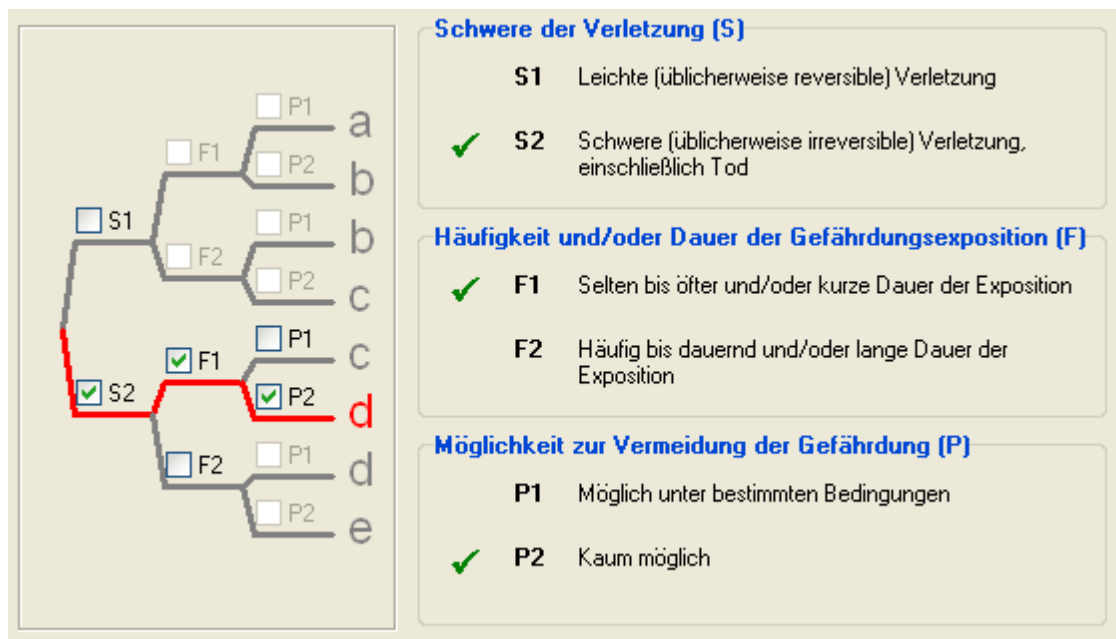 P1
a
F1
P2
b
S1
P1
b
F2
P2
c
P1
c
F1
P2
d
S2
P1
d
F2
P2
e
Schwere der Verletzung (S)
S1 Leichte (üblicherweise reversible) Verletzung
S2 Schwere (üblicherweise irreversible) Verletzung,
einschließlich Tod
Häufigkeit und/oder Dauer der Gefährdungsexposition (F)
F1 Selten bis öfter und/oder kurze Dauer der Exposition
F2 Häufig bis dauernd und/oder lange Dauer der
Exposition
Möglichkeit zur Vermeidung der Gefährdung (P)
P1 Möglich unter bestimmten Bedingungen
P2 Kaum möglich